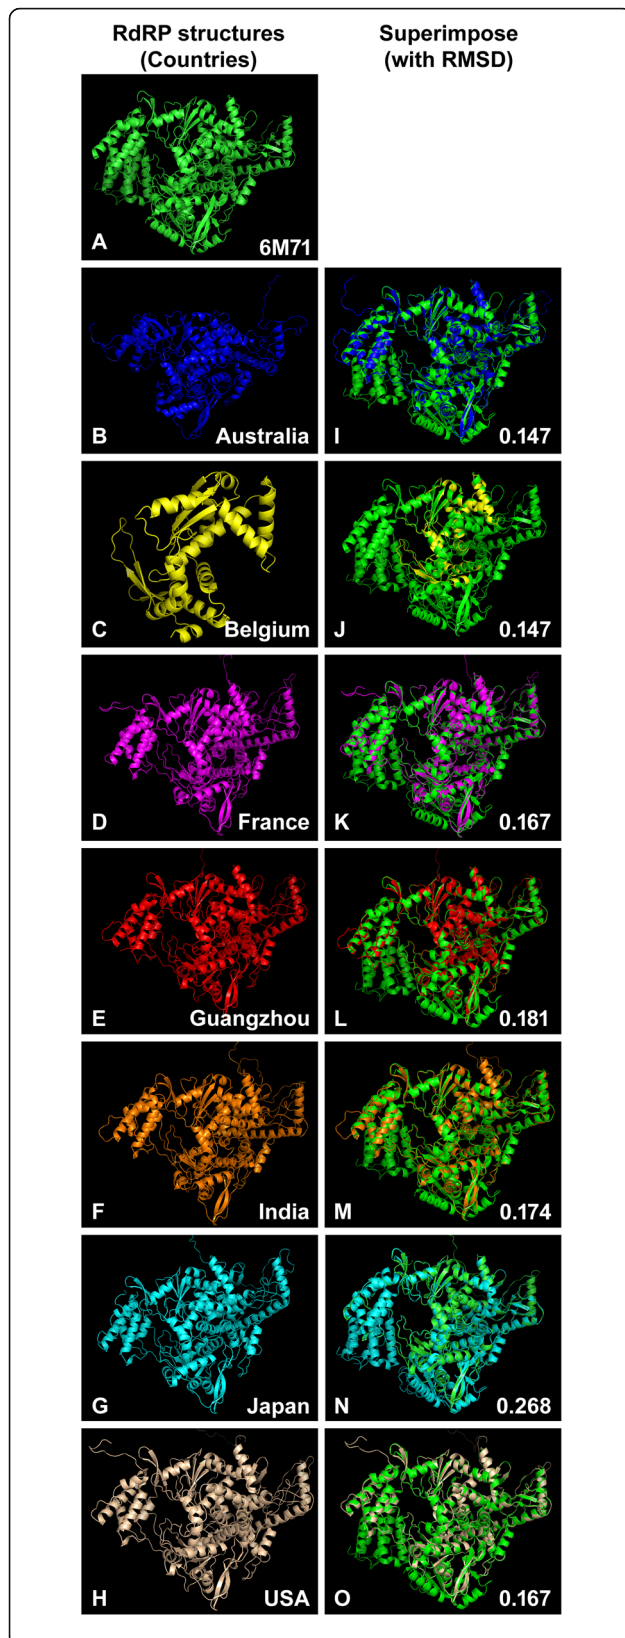 RdRP structures
(Countries)
Superimpose
(with RMSD)
A 6M71
B Australia
I 0.147
C Belgium
J 0.147
D France
K 0.167
E Guangzhou
L 0.181
F India
M 0.174
G Japan
N 0.268
H USA
O 0.167